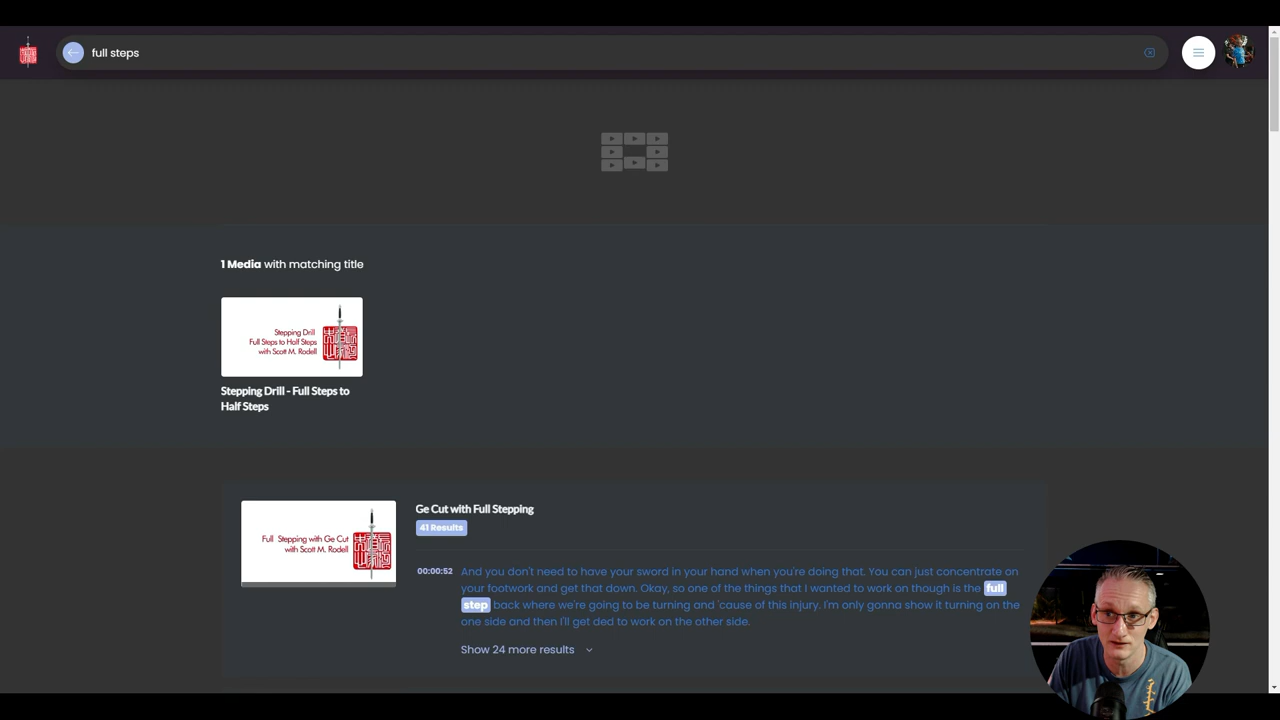 full steps
1 Media with matching title
Stepping Drill
Full Steps to Half Steps
with Scott M. Rodell
Stepping Drill - Full Steps to
Half Steps
Full Stepping with Ge Cut
with Scott M. Rodell
Ge Cut with Full Stepping
41 Results
00:00:52
And you don't need to have your sword in your hand when you're doing that. You can just concentrate on
your footwork and get that down. Okay, so one of the things that I wanted to work on though is the full
step back where we're going to be turning and 'cause of this injury. I'm only gonna show it turning on the
one side and then I'll get ded to work on the other side.
Show 24 more results